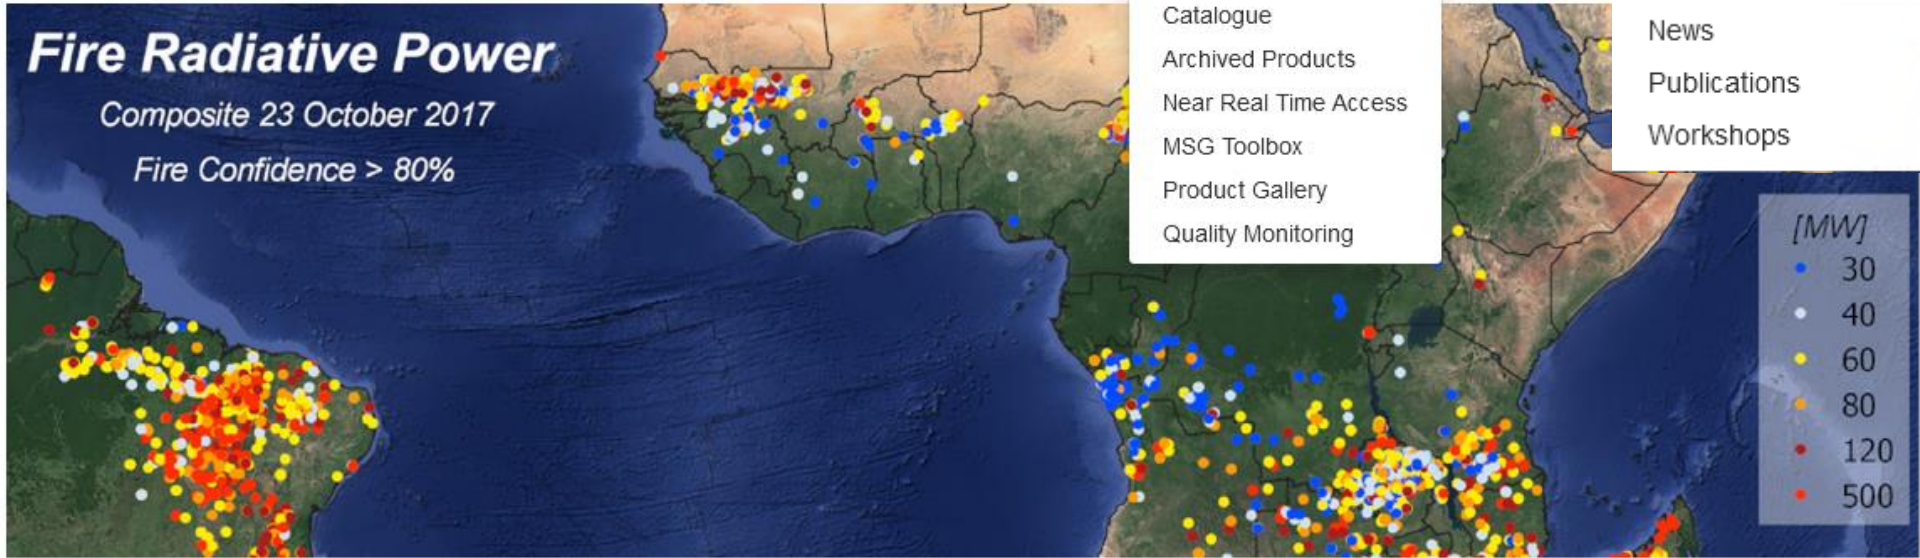 Fire Radiative Power
Composite 23 October 2017
Fire Confidence > 80%
Catalogue
Archived Products
Near Real Time Access
MSG Toolbox
Product Gallery
Quality Monitoring
News
Publications
Workshops
[MW]
30
40
60
80
120
500